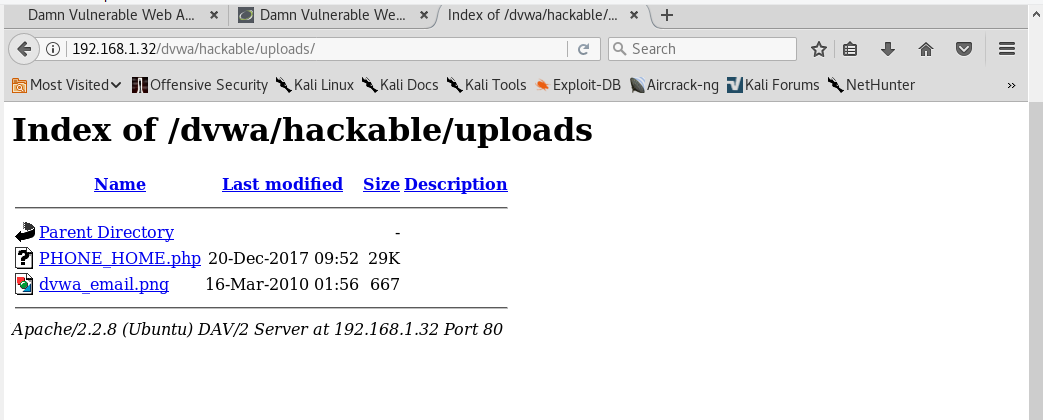 Damn Vulnerable Web A... × Damn Vulnerable We... × Index of /dvwa/hackable/... × +
192.168.1.32/dvwa/hackable/uploads/ Search
Most Visited Offensive Security Kali Linux Kali Docs Kali Tools Exploit-DB Aircrack-ng Kali Forums NetHunter »
Index of /dvwa/hackable/uploads
Name Last modified Size Description
Parent Directory -
PHONE_HOME.php 20-Dec-2017 09:52 29K
dvwa_email.png 16-Mar-2010 01:56 667
Apache/2.2.8 (Ubuntu) DAV/2 Server at 192.168.1.32 Port 80